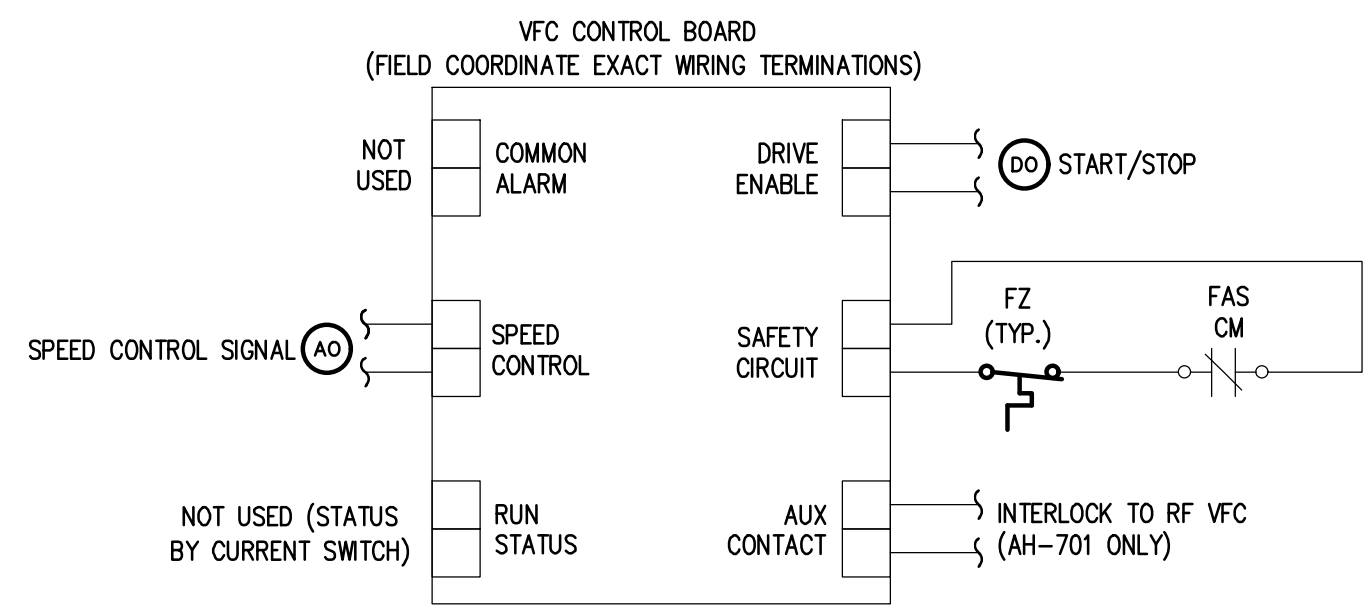 VFC CONTROL BOARD
(FIELD COORDINATE EXACT WIRING TERMINATIONS)
NOT
USED
COMMON
ALARM
DRIVE
ENABLE
DO
START/STOP
SPEED CONTROL SIGNAL
AO
SPEED
CONTROL
SAFETY
CIRCUIT
FZ
(TYP.)
FAS
CM
NOT USED (STATUS
BY CURRENT SWITCH)
RUN
STATUS
AUX
CONTACT
INTERLOCK TO RF VFC
(AH-701 ONLY)